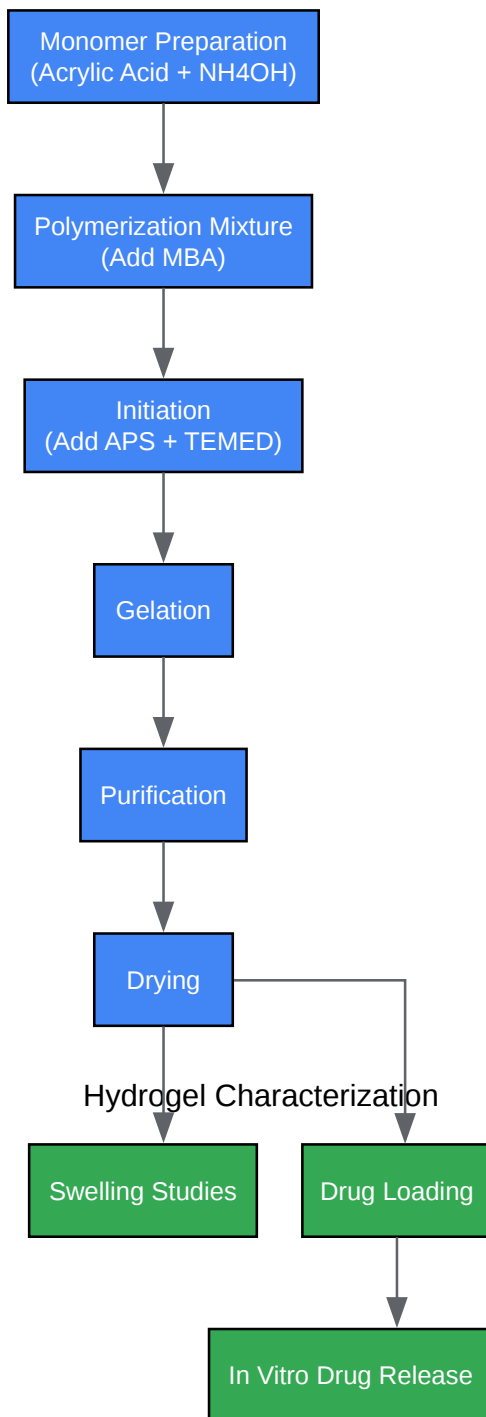 Monomer Preparation
(Acrylic Acid + NH4OH)
Polymerization Mixture
(Add MBA)
Initiation
(Add APS + TEMED)
Gelation
Purification
Drying
Hydrogel Characterization
Swelling Studies
Drug Loading
In Vitro Drug Release